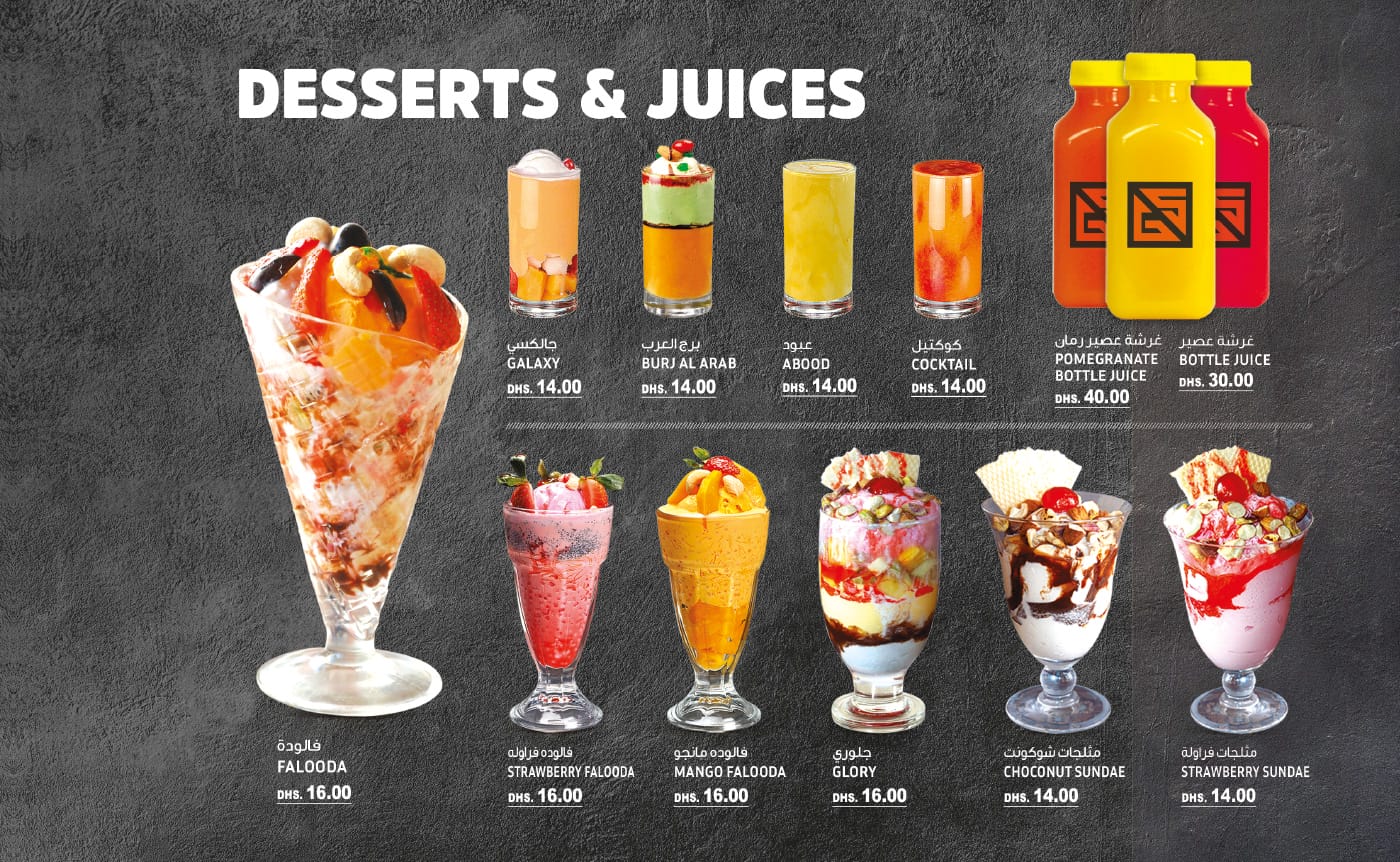 DESSERTS & JUICES
جالكسي
GALAXY
DHS. 14.00
برج العرب
BURJ AL ARAB
DHS. 14.00
عبود
ABOOD
DHS. 14.00
كوكتيل
COCKTAIL
DHS. 14.00
غرشة عصير رمان
POMEGRANATE
BOTTLE JUICE
DHS. 40.00
غرشة عصير
BOTTLE JUICE
DHS. 30.00
فالودة
FALOODA
DHS. 16.00
فالوده فراوله
STRAWBERRY FALOODA
DHS. 16.00
فالوده مانجو
MANGO FALOODA
DHS. 16.00
جلوري
GLORY
DHS. 16.00
مثلجات شوكونت
CHOCONUT SUNDAE
DHS. 14.00
مثلجات فراولة
STRAWBERRY SUNDAE
DHS. 14.00